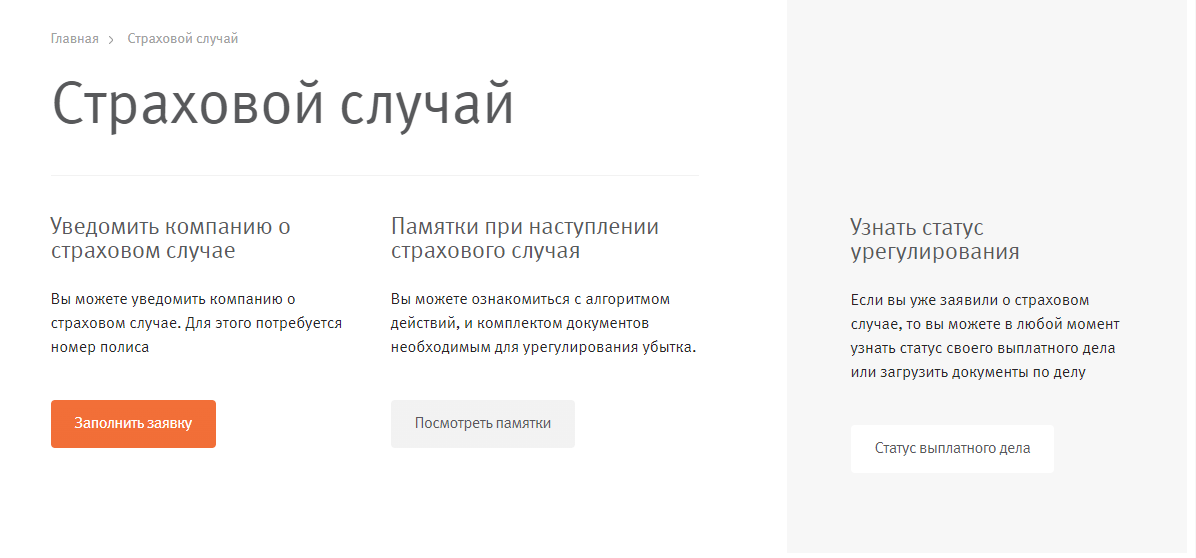 Главная > Страховой случай
Страховой случай
Уведомить компанию о
страховом случае
Вы можете уведомить компанию о
страховом случае. Для этого потребуется
номер полиса
Заполнить заявку
Памятки при наступлении
страхового случая
Вы можете ознакомиться с алгоритмом
действий, и комплектом документов
необходимым для урегулирования убытка.
Посмотреть памятки
Узнать статус
урегулирования
Если вы уже заявили о страховом
случае, то вы можете в любой момент
узнать статус своего выплатного дела
или загрузить документы по делу
Статус выплатного дела